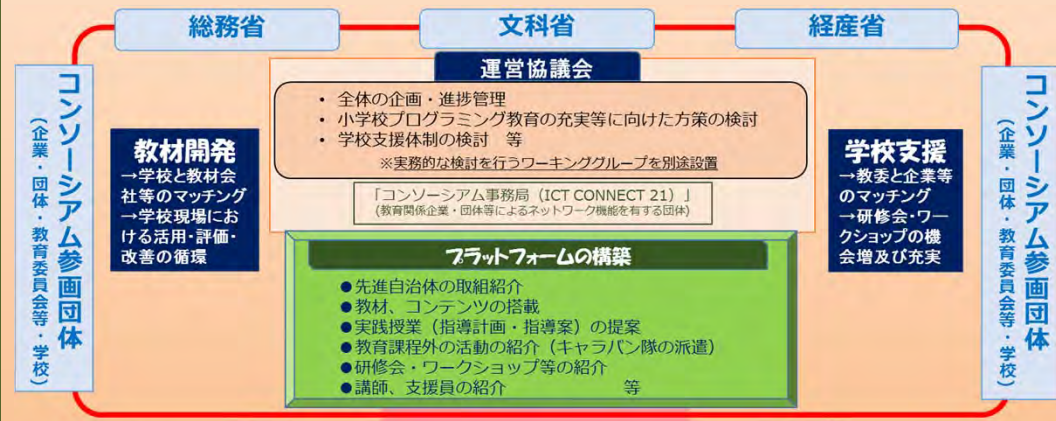 総務省
文科省
経産省
コンソーシアム参画団体
（企業・団体・教育委員会等・学校）
教材開発
→学校と教材会
社等のマッチング
→学校現場にお
ける活用・評価・
改善の循環
運営協議会
・ 全体の企画・進捗管理
・ 小学校プログラミング教育の充実等に向けた方策の検討
・ 学校支援体制の検討　等
※実務的な検討を行うワーキンググループを別途設置
「コンソーシアム事務局（ICT CONNECT 21）」
(教育関係企業・団体等によるネットワーク機能を有する団体)
プラットフォームの構築
●先進自治体の取組紹介
●教材、コンテンツの搭載
●実践授業（指導計画・指導案）の提案
●教育課程外の活動の紹介（キャラバン隊の派遣）
●研修会・ワークショップ等の紹介
●講師、支援員の紹介　　　　　　等
学校支援
→教委と企業等
のマッチング
→研修会・ワー
クショップの機
会増及び充実
コンソーシアム参画団体
（企業・団体・教育委員会等・学校）